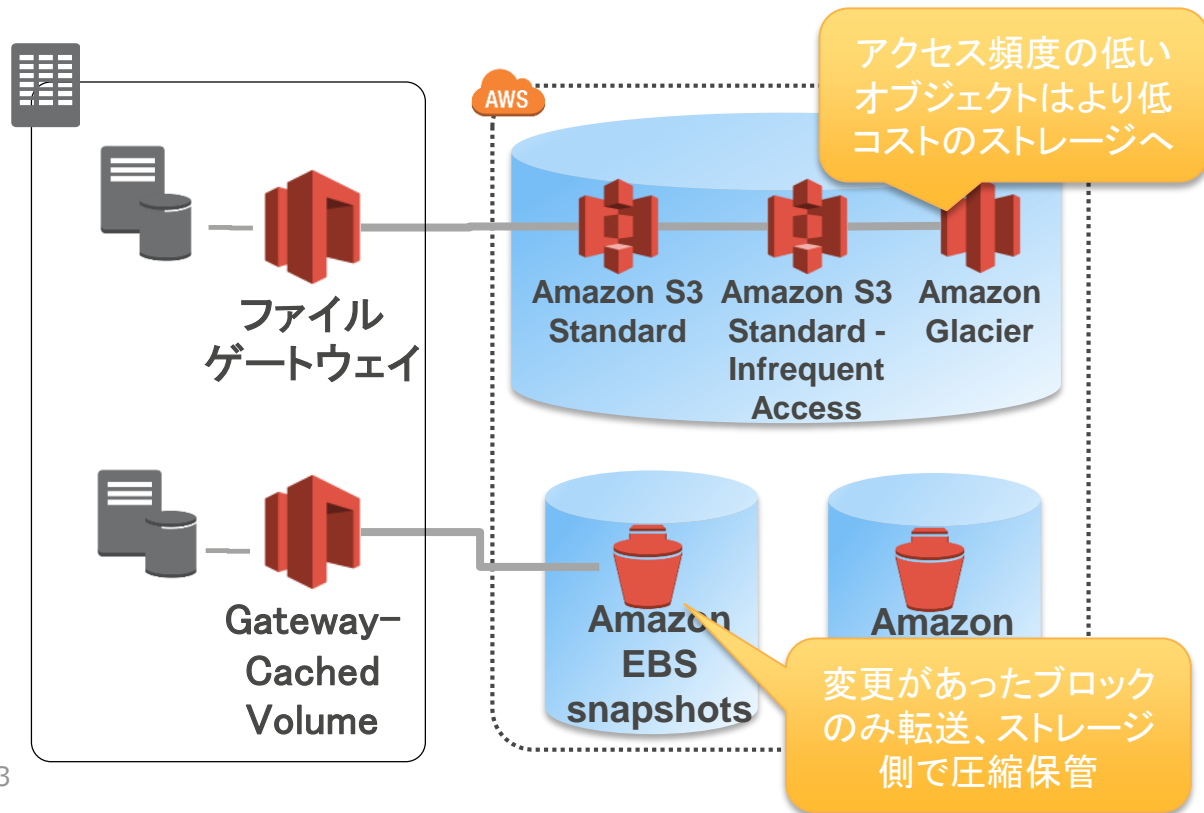 アクセス頻度の低い
オブジェクトはより低
コストのストレージへ
AWS
ファイル
ゲートウェイ
Amazon S3
Standard
Amazon S3
Standard -
Infrequent
Access
Amazon
Glacier
Gateway-
Cached
Volume
Amazon
EBS
snapshots
Amazon
変更があったブロック
のみ転送、ストレージ
側で圧縮保管
3